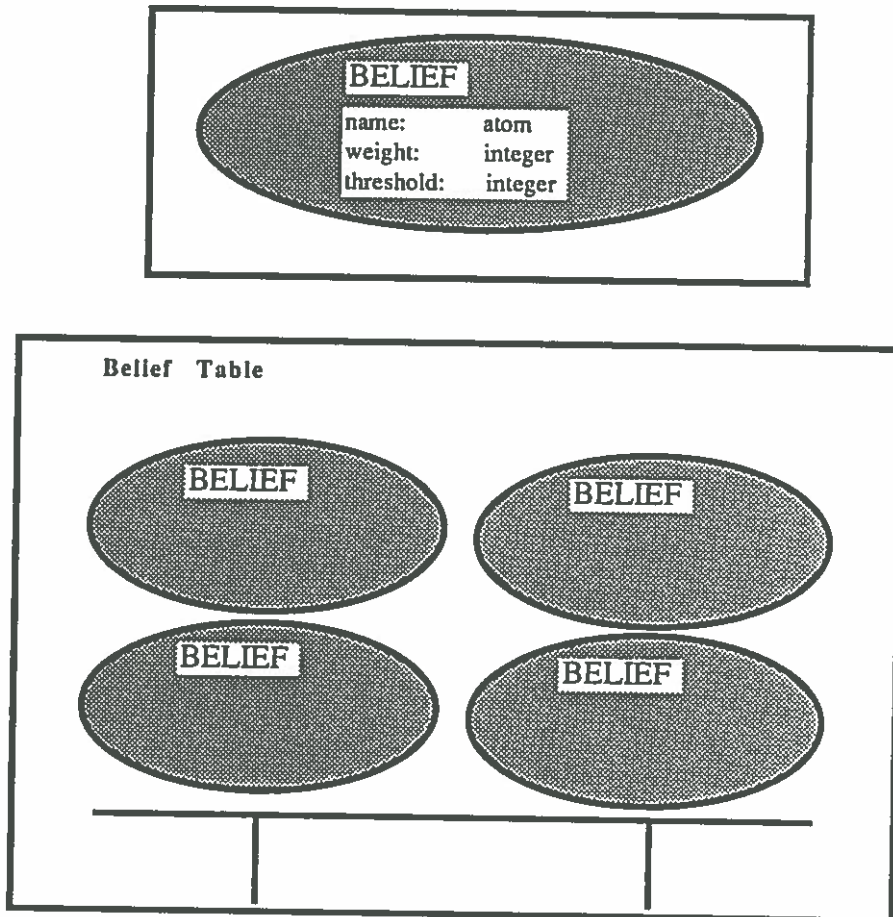 BELIEF
name: atom
weight: integer
threshold: integer
Belief Table
BELIEF
BELIEF
BELIEF
BELIEF